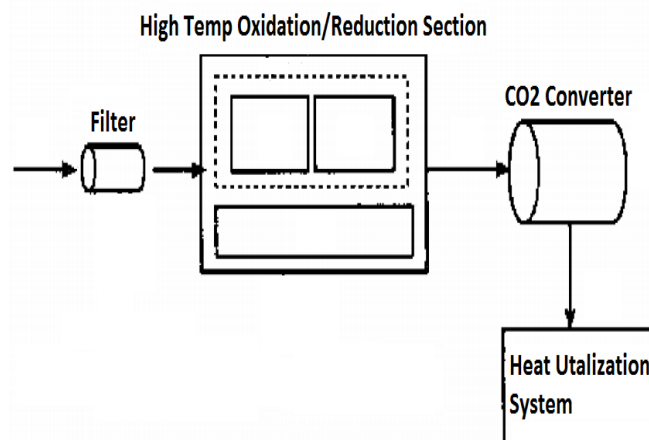 High Temp Oxidation/Reduction Section
CO2 Converter
Filter
Heat Utalization
System